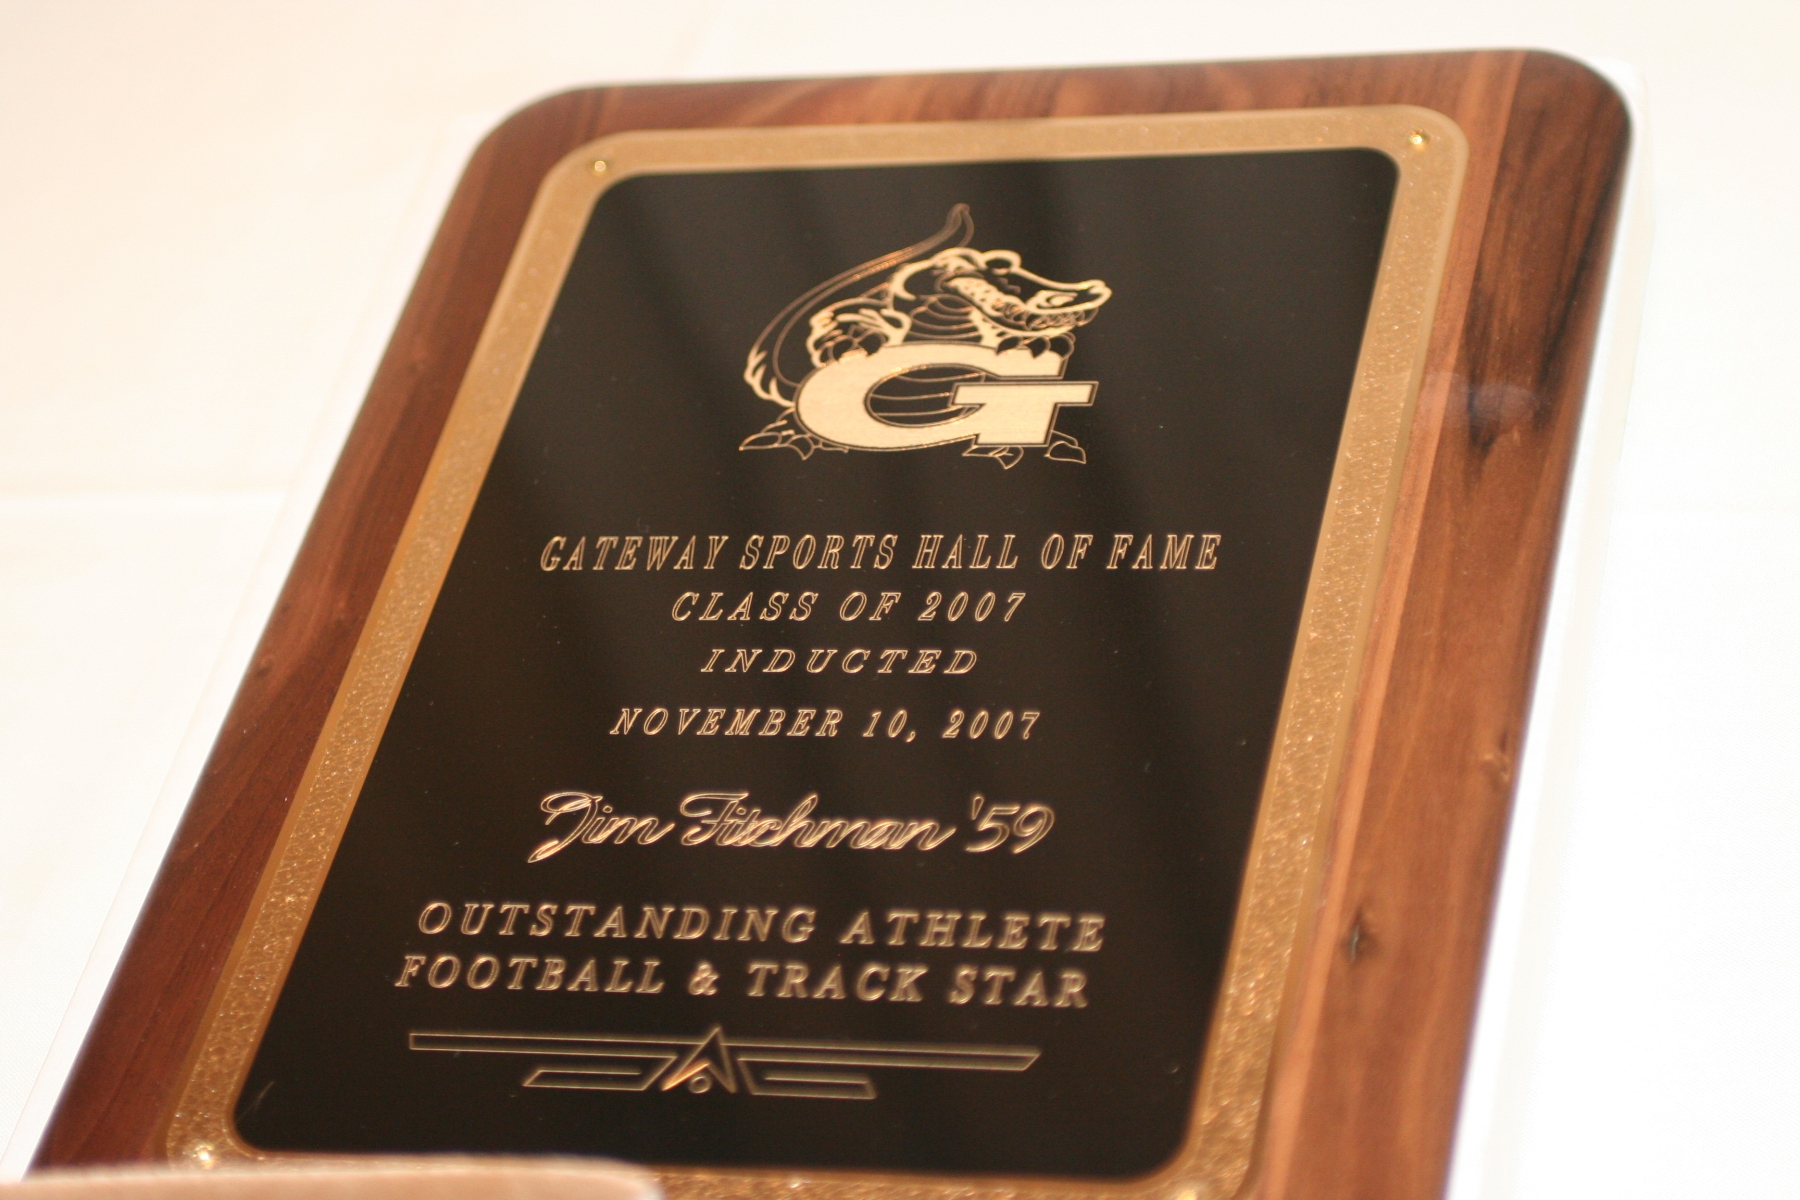 G
GATEWAY SPORTS HALL OF FAME
CLASS OF 2007
INDUCTED
NOVEMBER 10, 2007
Jim Fitchman '59
OUTSTANDING ATHLETE
FOOTBALL & TRACK STAR